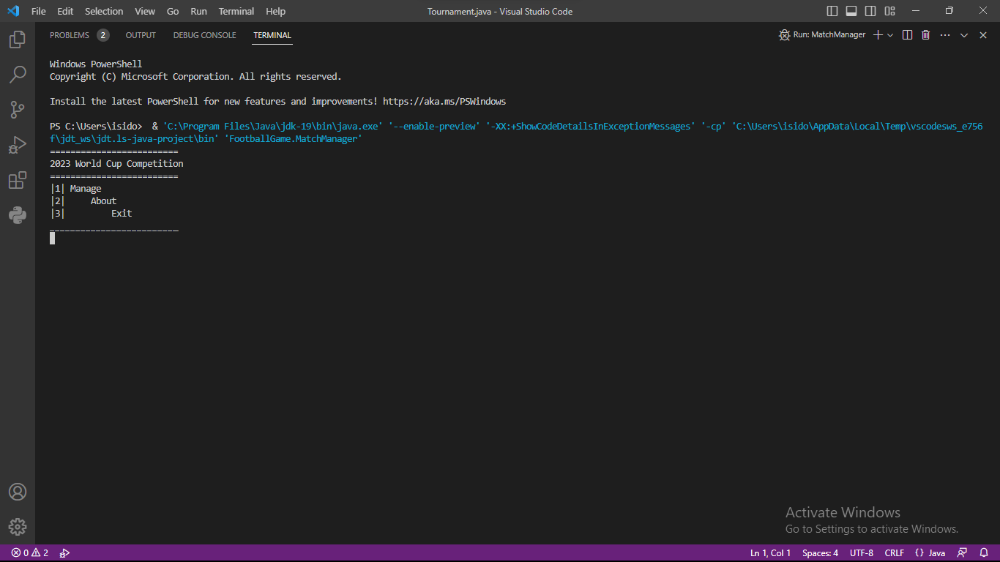 File Edit Selection View Go Run Terminal Help Tournament.java - Visual Studio Code
PROBLEMS 2 OUTPUT DEBUG CONSOLE TERMINAL Run: MatchManager
Windows PowerShell
Copyright (C) Microsoft Corporation. All rights reserved.
Install the latest PowerShell for new features and improvements! https://aka.ms/PSWindows
PS C:\Users\isido>  & 'C:\Program Files\Java\jdk-19\bin\java.exe' '--enable-preview' '-XX:+ShowCodeDetailsInExceptionMessages' '-cp' 'C:\Users\isido\AppData\Local\Temp\vscodesws_e756
f\jdt_ws\jdt.ls-java-project\bin' 'FootballGame.MatchManager'
=========================
2023 World Cup Competition
=========================
|1| Manage
|2|     About
|3|         Exit
_________________________
Activate Windows
Go to Settings to activate Windows.
0 2 Ln 1, Col 1 Spaces: 4 UTF-8 CRLF {} Java